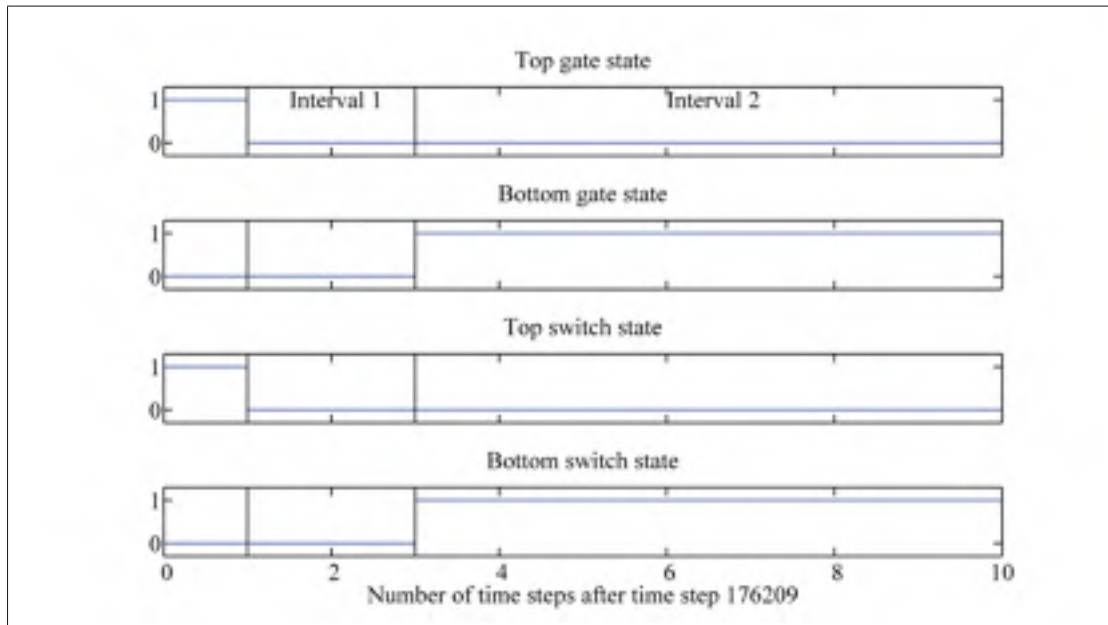 Top gate state
1
Interval 1
Interval 2
0
Bottom gate state
1
0
Top switch state
1
0
Bottom switch state
1
0
0 2 4 6 8 10
Number of time steps after time step 176209